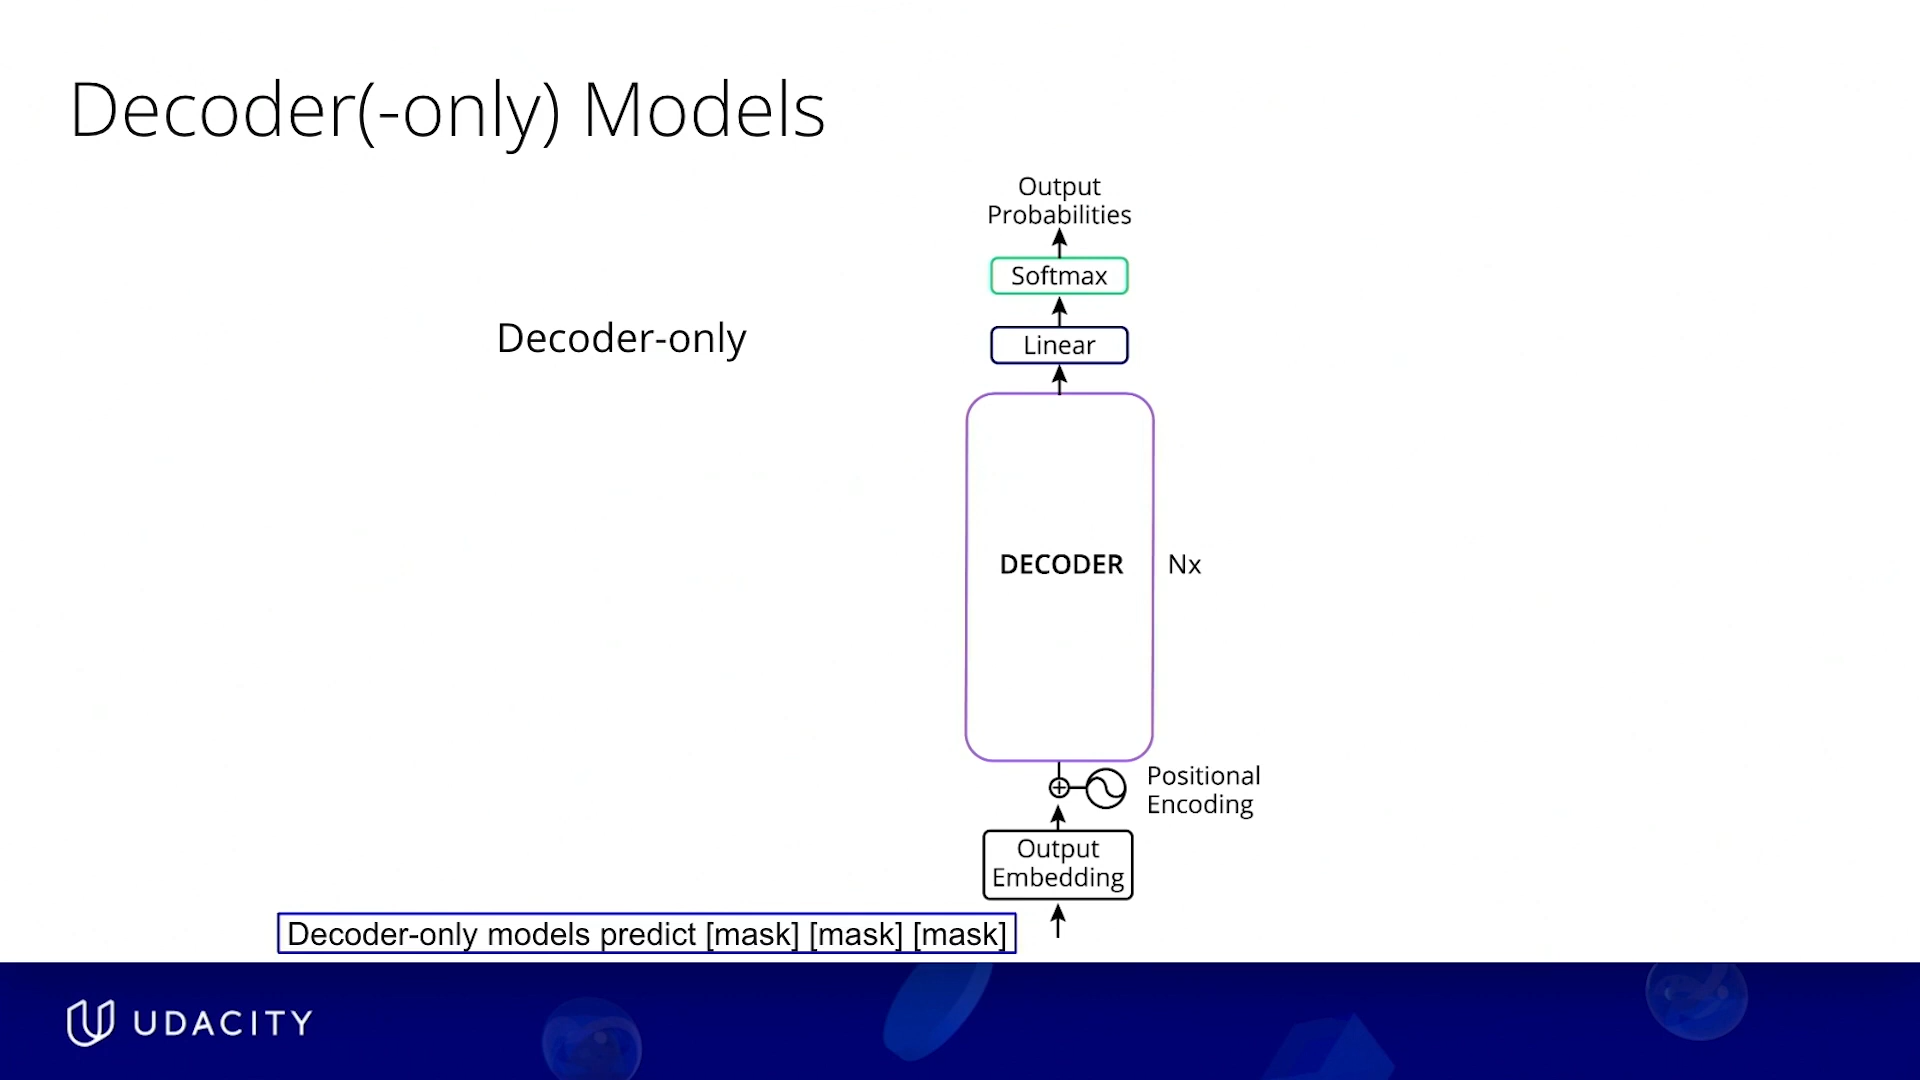 Decoder(-only) Models
Output
Probabilities
Softmax
Decoder-only
Linear
DECODER
Nx
Positional
Encoding
Output
Embedding
Decoder-only models predict [mask] [mask] [mask]
UDACITY